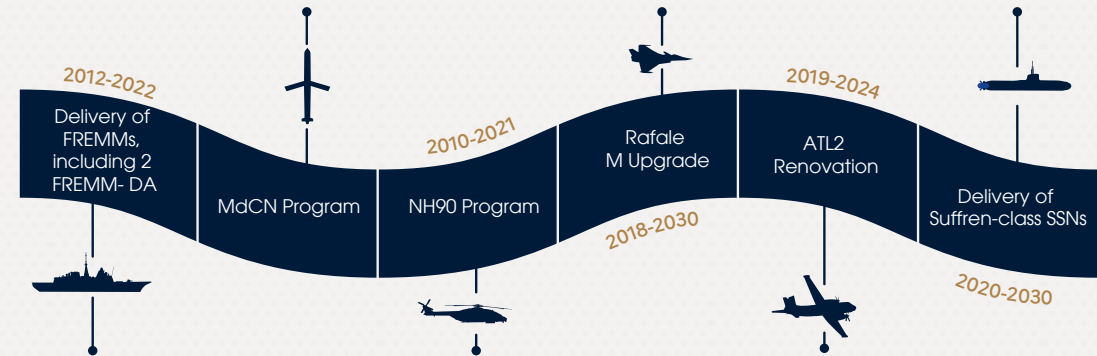 2012-2022
Delivery of
FREMMs,
including 2
FREMM- DA
MdCN Program
2010-2021
NH90 Program
Rafale
M Upgrade
2018-2030
2019-2024
ATL2
Renovation
Delivery of
Suffren-class SSNs
2020-2030